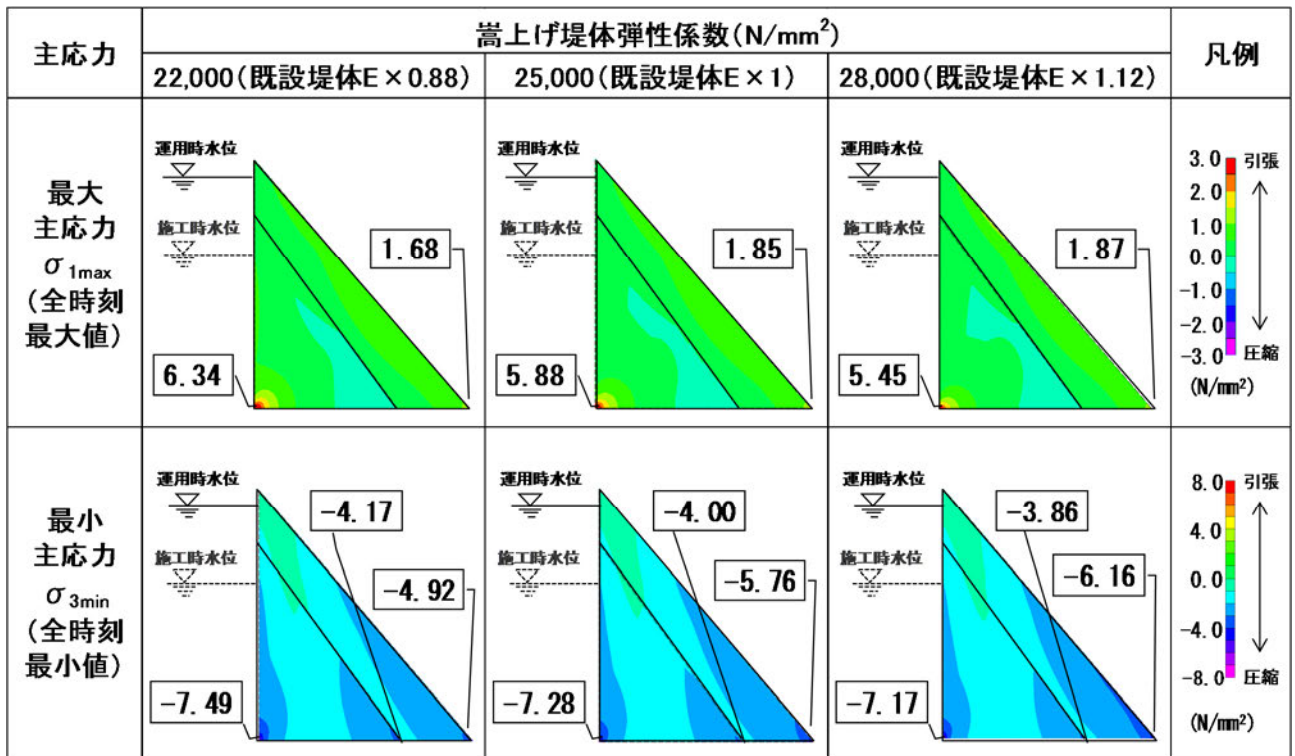 主応力
嵩上げ堤体弾性係数(N/mm²)
凡例
22,000(既設堤体E×0.88)
25,000(既設堤体E×1)
28,000(既設堤体E×1.12)
最大
主応力
σ1max
(全時刻
最大値)
運用時水位
施工時水位
1.68
6.34
運用時水位
施工時水位
1.85
5.88
運用時水位
施工時水位
1.87
5.45
3.0
2.0
1.0
0.0
-1.0
-2.0
-3.0
引張
圧縮
(N/mm²)
最小
主応力
σ3min
(全時刻
最小値)
運用時水位
施工時水位
-4.17
-4.92
-7.49
運用時水位
施工時水位
-4.00
-5.76
-7.28
運用時水位
施工時水位
-3.86
-6.16
-7.17
8.0
4.0
0.0
-4.0
-8.0
引張
圧縮
(N/mm²)